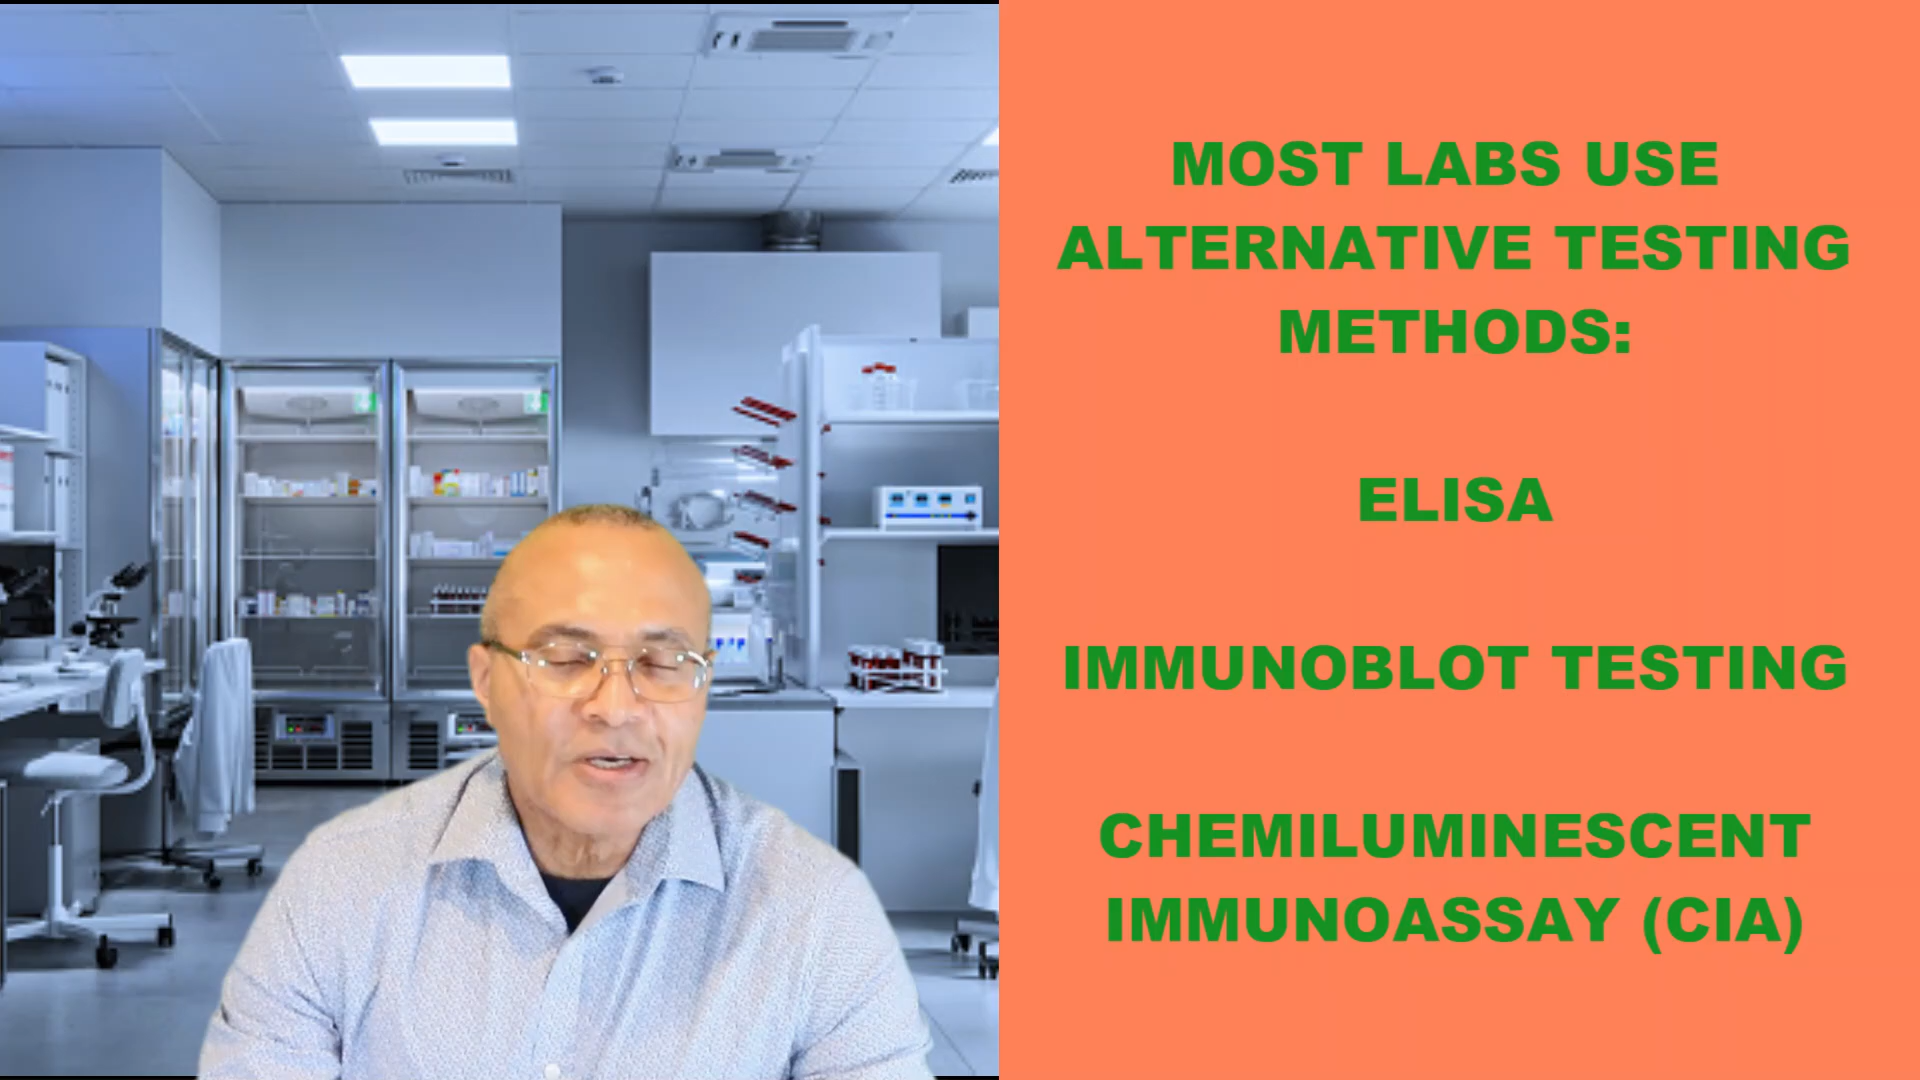 MOST LABS USE
ALTERNATIVE TESTING
METHODS:
ELISA
IMMUNOBLOT TESTING
CHEMILUMINESCENT
IMMUNOASSAY (CIA)